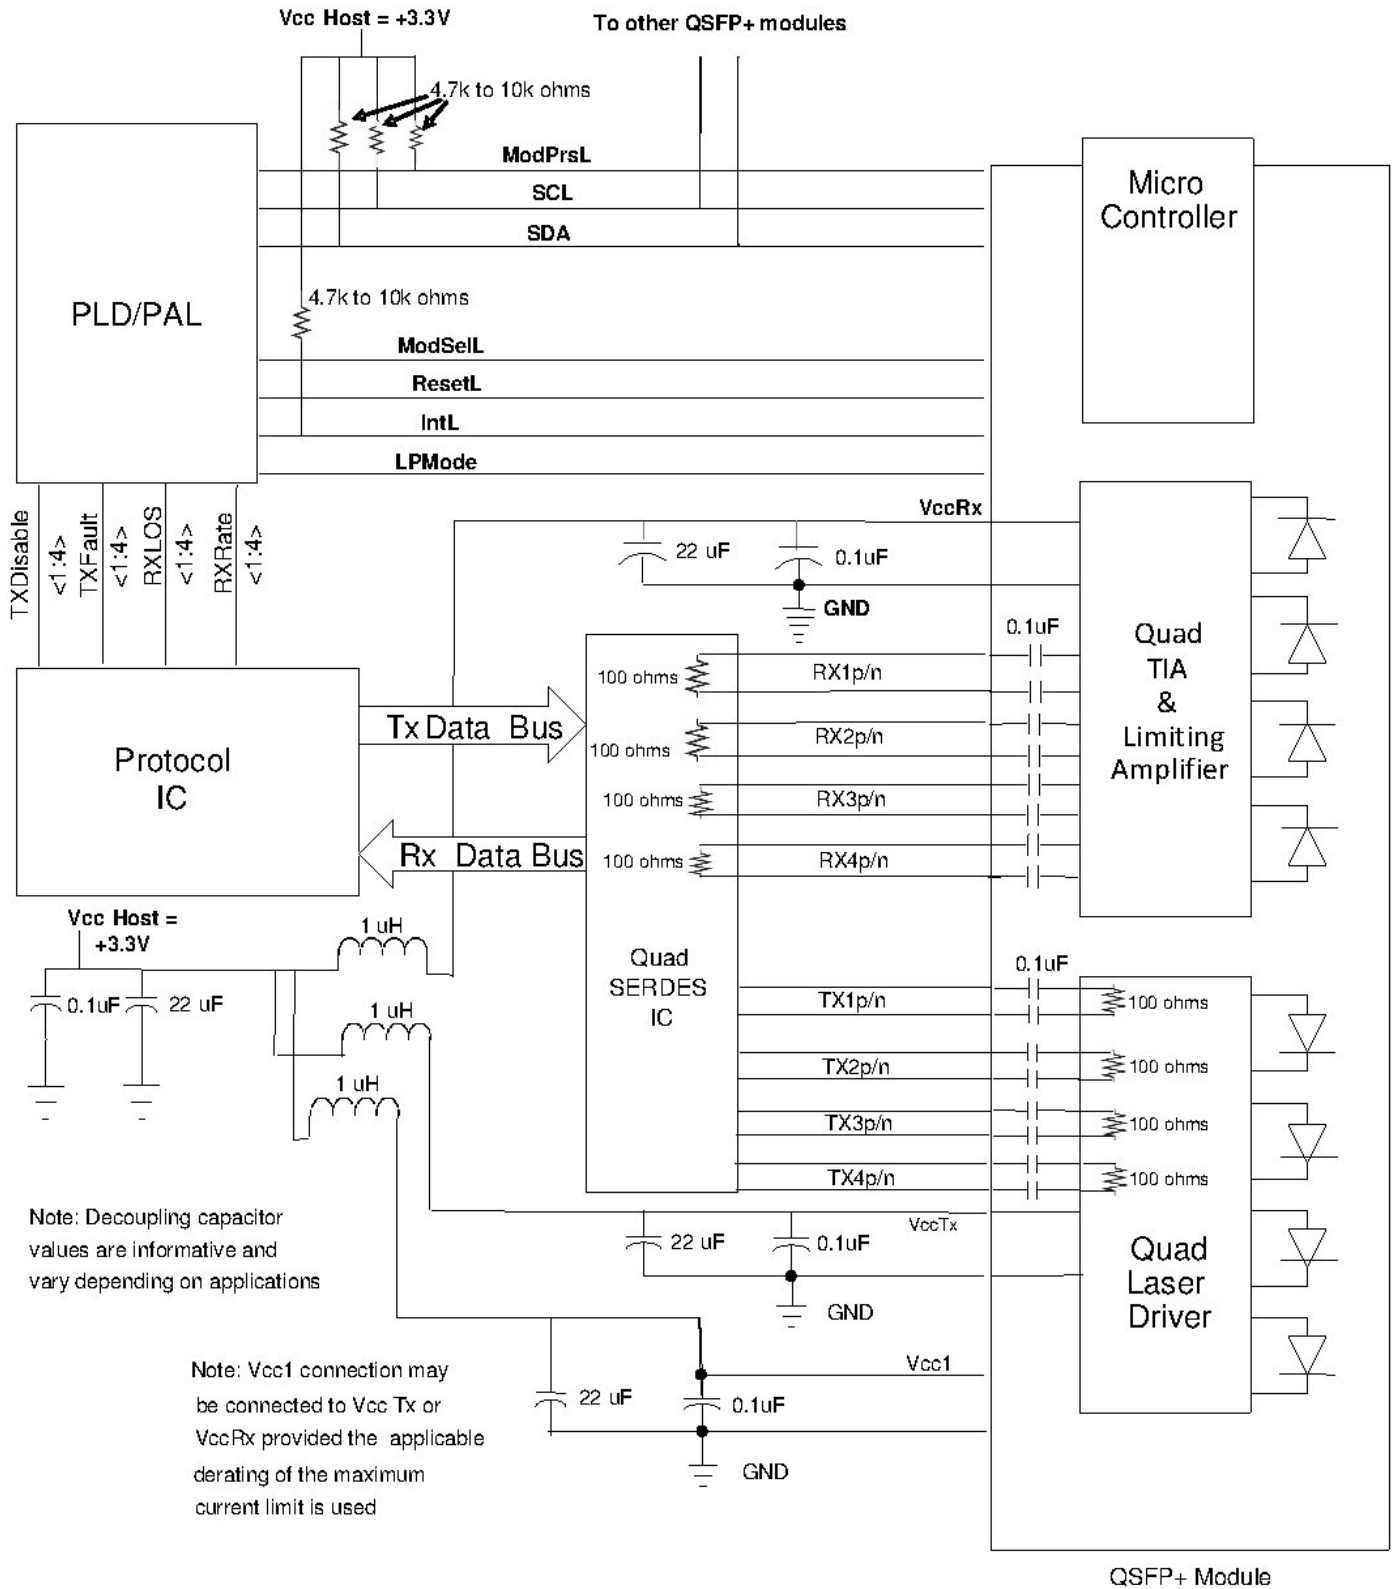 Vcc Host = +3.3V
To other QSFP+ modules
4.7k to 10k ohms
ModPrsL
SCL
SDA
Micro
Controller
PLD/PAL
4.7k to 10k ohms
ModSelL
ResetL
IntL
LPMode
TXDisable
<1:4>
TXFault
<1:4>
RXLOS
<1:4>
RXRate
<1:4>
VccRx
22 uF
0.1uF
GND
0.1uF
Quad
TIA
&
Limiting
Amplifier
100 ohms
RX1p/n
100 ohms
RX2p/n
100 ohms
RX3p/n
100 ohms
RX4p/n
Tx Data Bus
Protocol
IC
Rx Data Bus
Vcc Host =
+3.3V
1 uH
0.1uF
22 uF
1 uH
1 uH
Quad
SERDES
IC
0.1uF
TX1p/n
100 ohms
TX2p/n
100 ohms
TX3p/n
100 ohms
TX4p/n
100 ohms
Note: Decoupling capacitor
values are informative and
vary depending on applications
VccTx
22 uF
0.1uF
GND
Quad
Laser
Driver
Note: Vcc1 connection may
be connected to Vcc Tx or
VccRx provided the applicable
derating of the maximum
current limit is used
Vcc1
22 uF
0.1uF
GND
QSFP+ Module